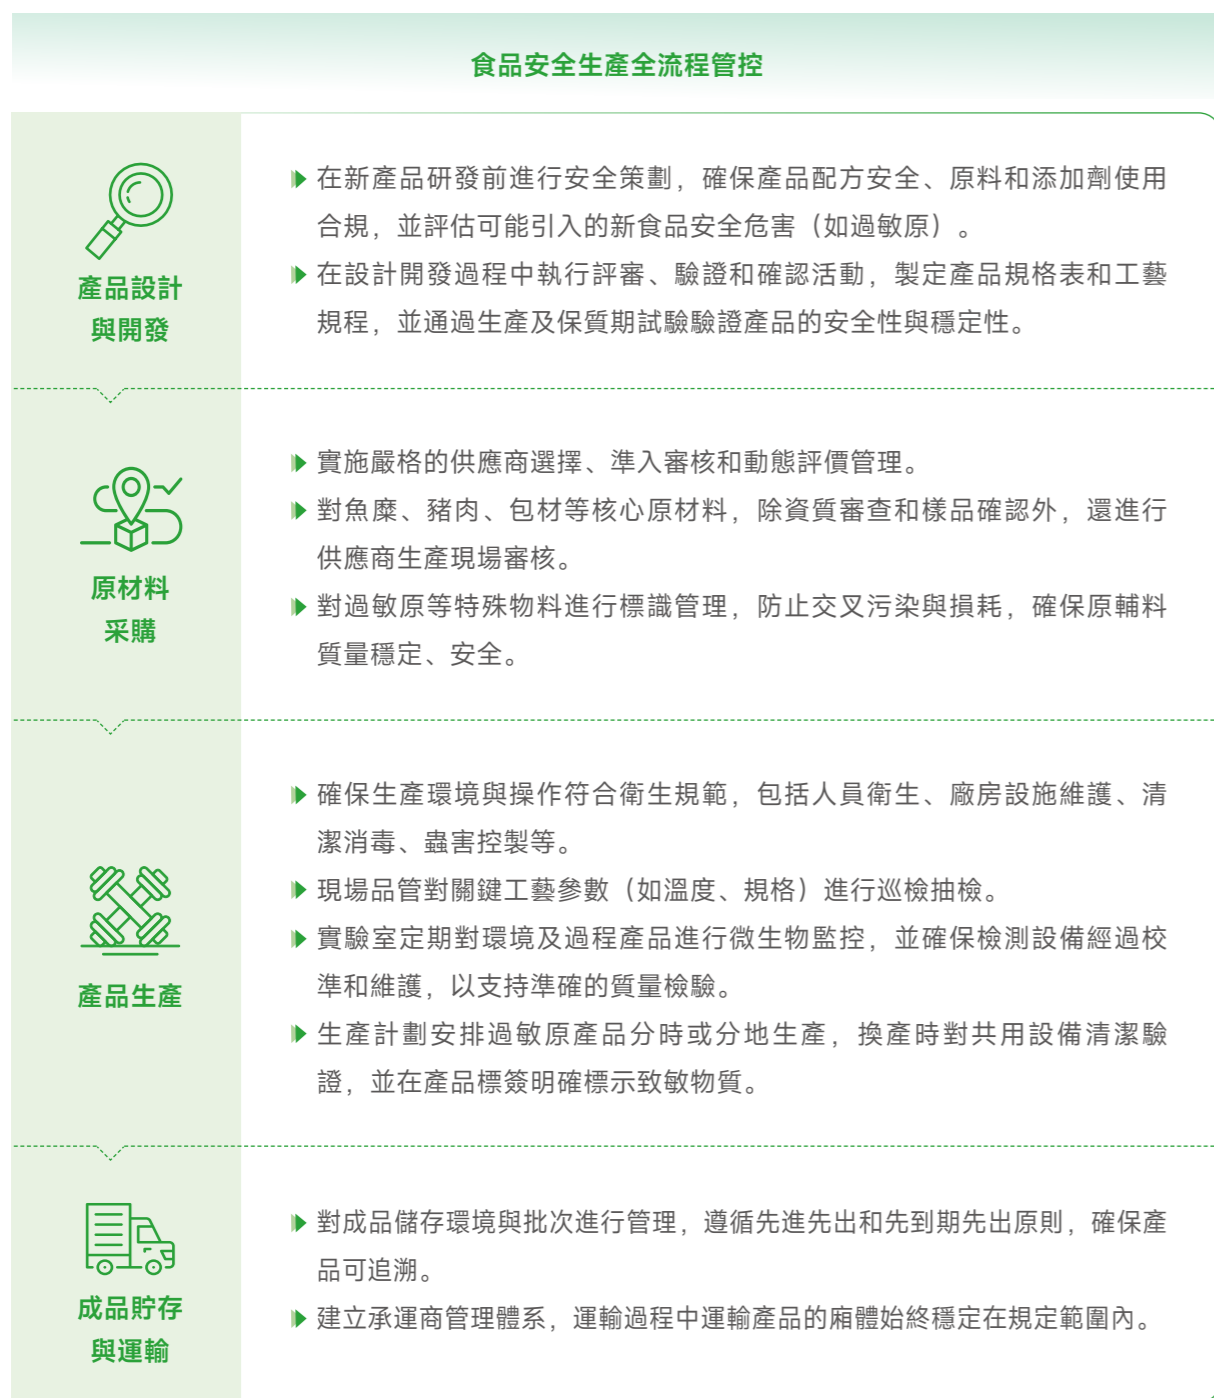 食品安全生產全流程管控
產品設計
與開發
在新產品研發前進行安全策劃，確保產品配方安全、原料和添加劑使用
合規，並評估可能引入的新食品安全危害（如過敏原）。
在設計開發過程中執行評審、驗證和確認活動，製定產品規格表和工藝
規程，並通過生產及保質期試驗驗證產品的安全性與穩定性。
原材料
采購
實施嚴格的供應商選擇、準入審核和動態評價管理。
對魚糜、豬肉、包材等核心原材料，除資質審查和樣品確認外，還進行
供應商生產現場審核。
對過敏原等特殊物料進行標識管理，防止交叉污染與損耗，確保原輔料
質量穩定、安全。
產品生產
確保生產環境與操作符合衛生規範，包括人員衛生、廠房設施維護、清
潔消毒、蟲害控製等。
現場品管對關鍵工藝參數（如溫度、規格）進行巡檢抽檢。
實驗室定期對環境及過程產品進行微生物監控，並確保檢測設備經過校
準和維護，以支持準確的質量檢驗。
生產計劃安排過敏原產品分時或分地生產，換產時對共用設備清潔驗
證，並在產品標簽明確標示致敏物質。
成品貯存
與運輸
對成品儲存環境與批次進行管理，遵循先進先出和先到期先出原則，確保產
品可追溯。
建立承運商管理體系，運輸過程中運輸產品的廂體始終穩定在規定範圍內。